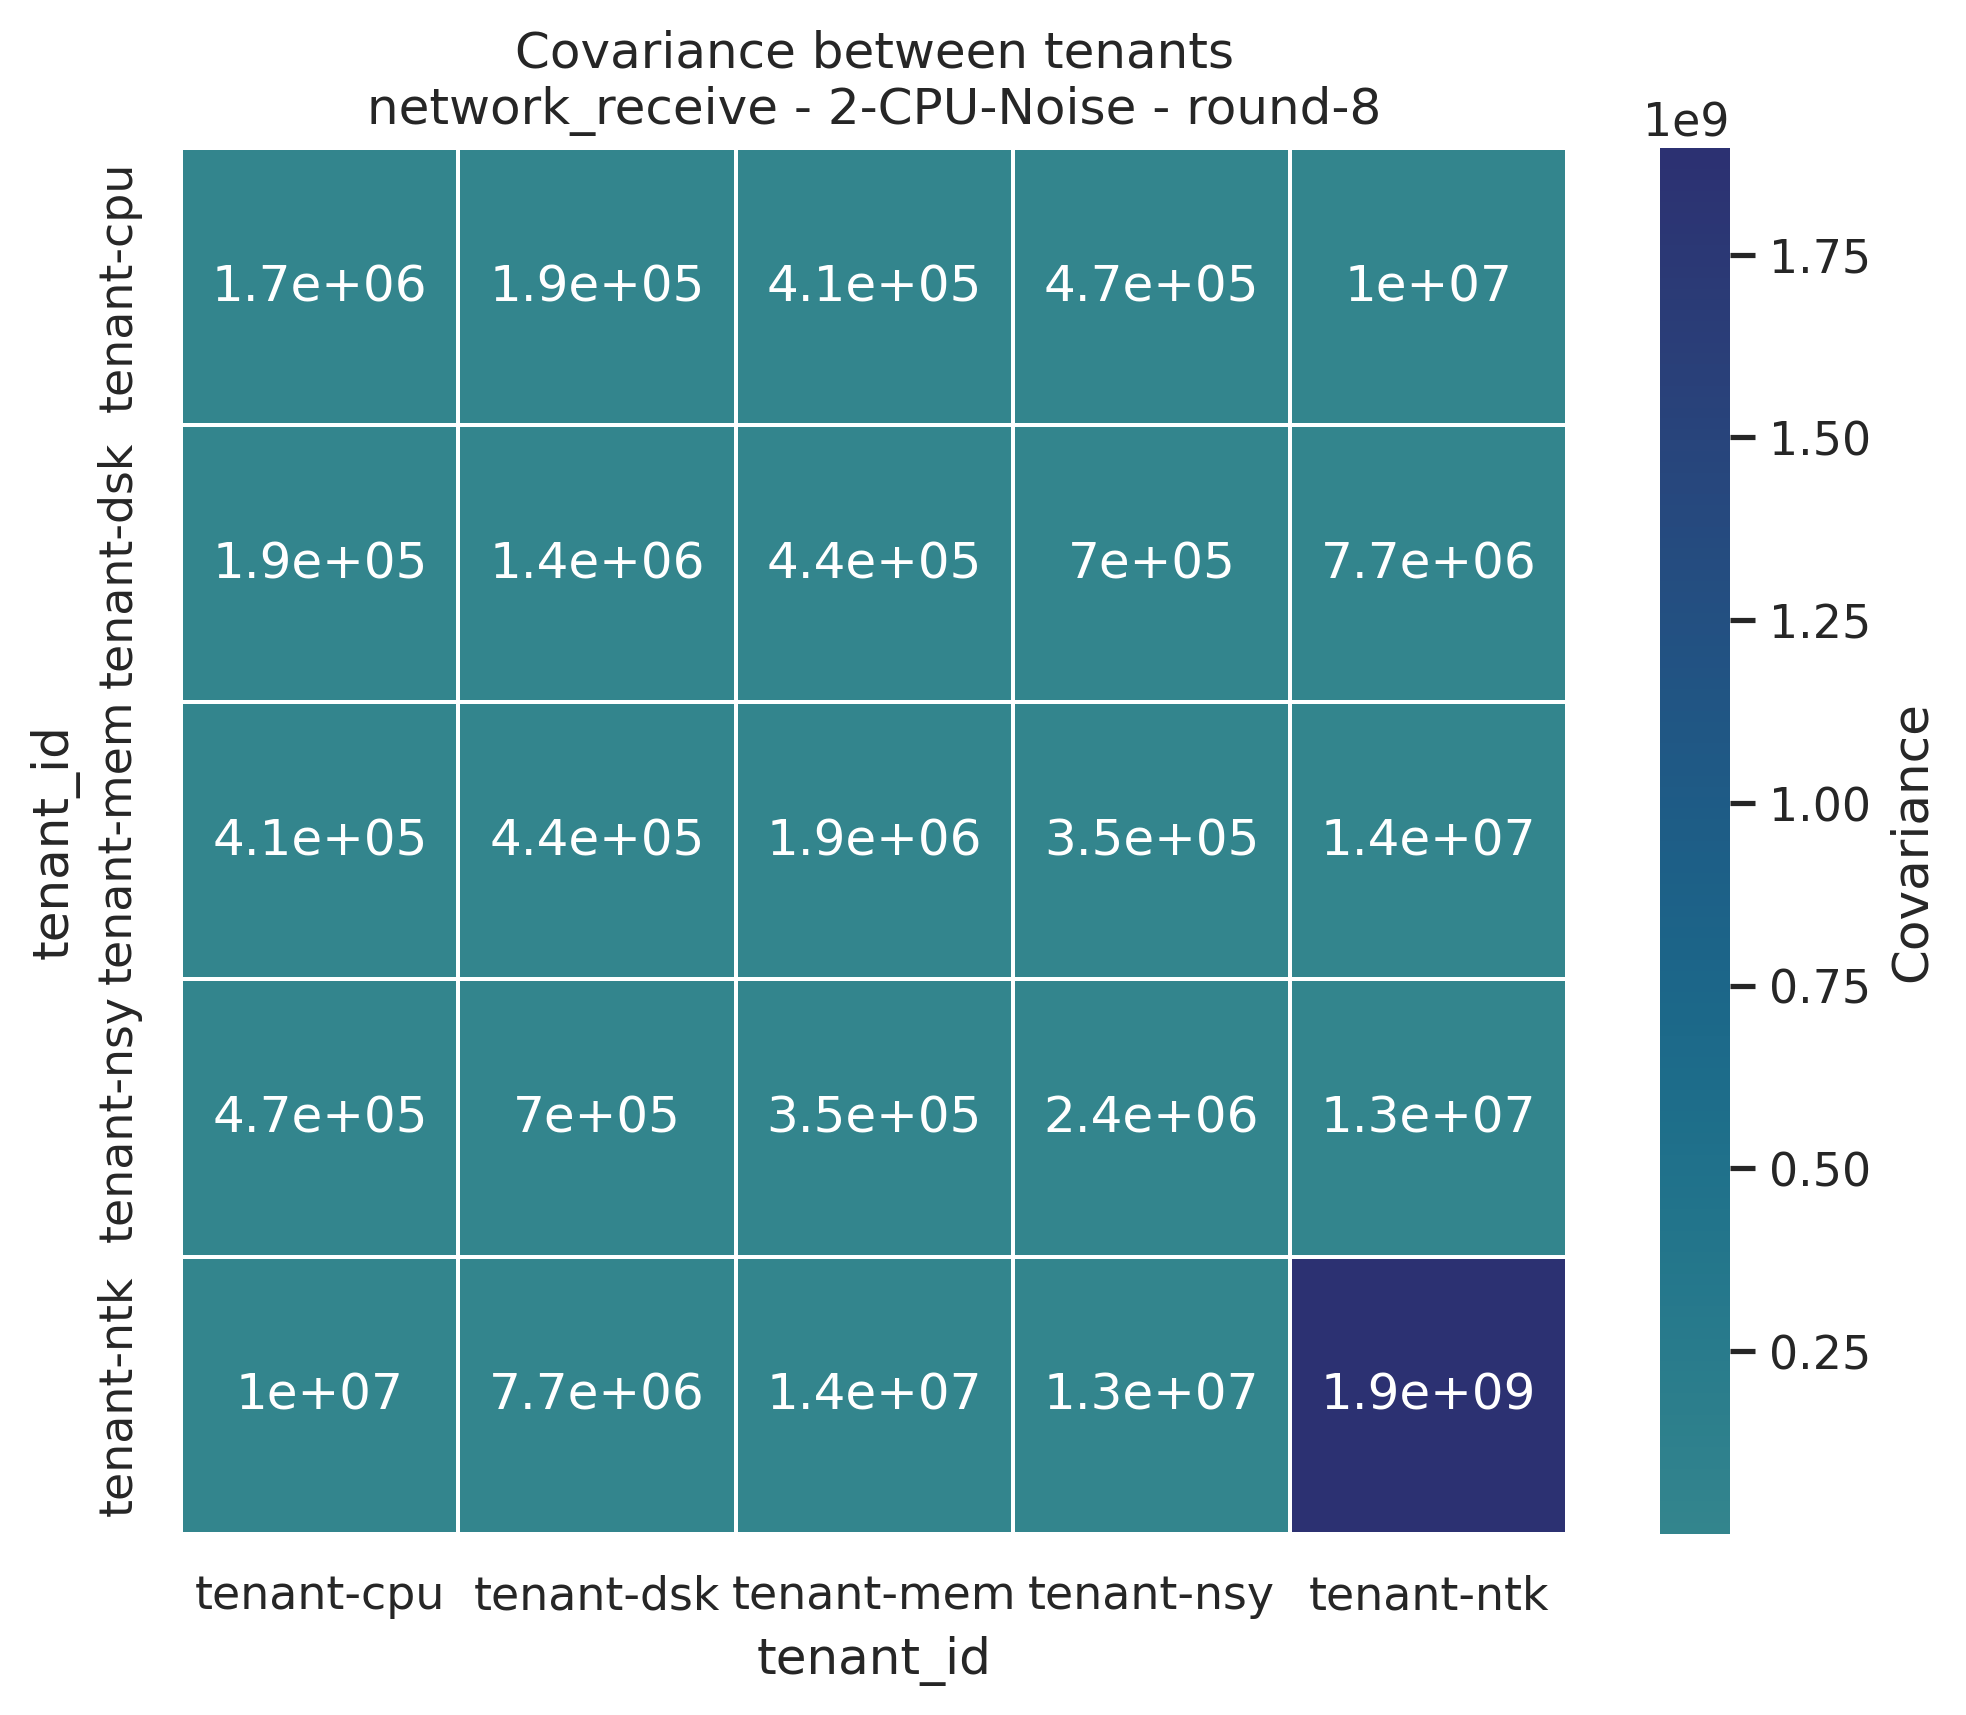 Covariance between tenants
network_receive - 2-CPU-Noise - round-8
1e9
tenant-cpu
1.7e+06 1.9e+05 4.1e+05 4.7e+05 1e+07
tenant-dsk
1.9e+05 1.4e+06 4.4e+05 7e+05 7.7e+06
tenant-mem
4.1e+05 4.4e+05 1.9e+06 3.5e+05 1.4e+07
tenant-nsy
4.7e+05 7e+05 3.5e+05 2.4e+06 1.3e+07
tenant-ntk
1e+07 7.7e+06 1.4e+07 1.3e+07 1.9e+09
tenant_id
tenant-cpu tenant-dsk tenant-mem tenant-nsy tenant-ntk
tenant_id
1.75
1.50
1.25
1.00
0.75
0.50
0.25
Covariance